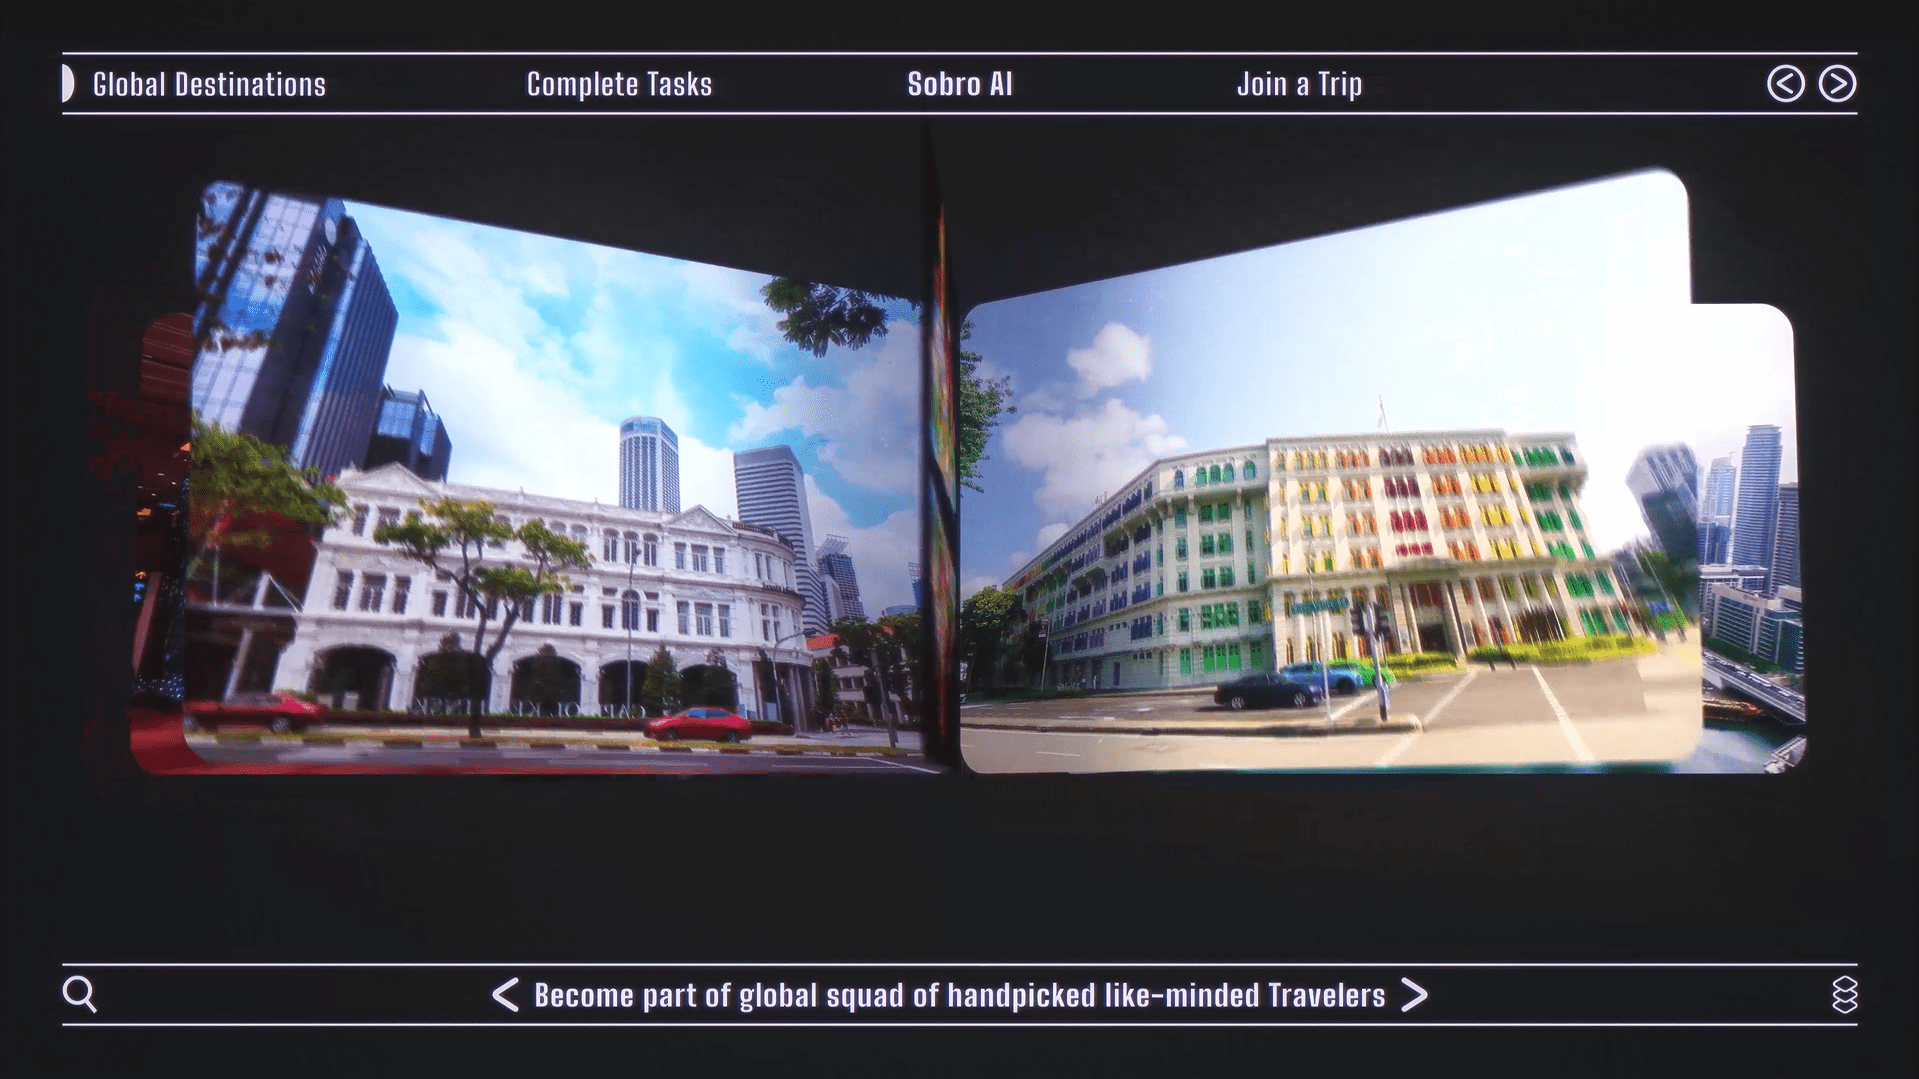 Global Destinations
Complete Tasks
Sobro AI
Join a Trip
Become part of global squad of handpicked like-minded Travelers